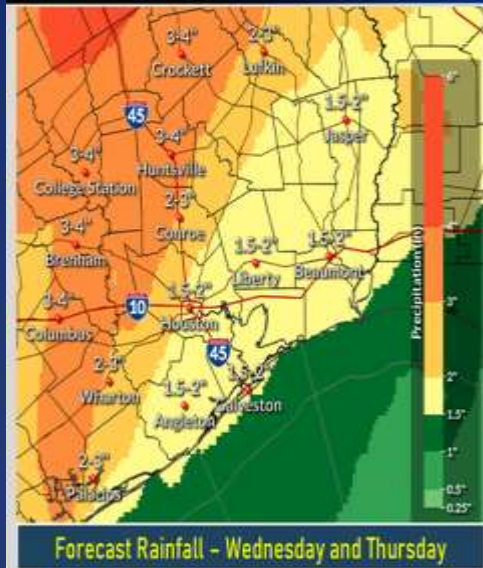 3-4"
Crockett
2-3"
Lufkin
6"
45
1.5-2"
Jasper
3-4"
Huntsville
3-4"
College Station
2-3"
Conroe
3-4"
Brenham
1.5-2"
Liberty
1.5-2"
Beaumont
4"
Precipitation (in)
3"
3-4"
Columbus
10
1.5-2"
Houston
45
2-3"
Wharton
1.5-2"
Galveston
2"
1.5-2"
Angleton
1.5"
1"
2-3"
Palacios
0.5"
0.25"
Forecast Rainfall – Wednesday and Thursday